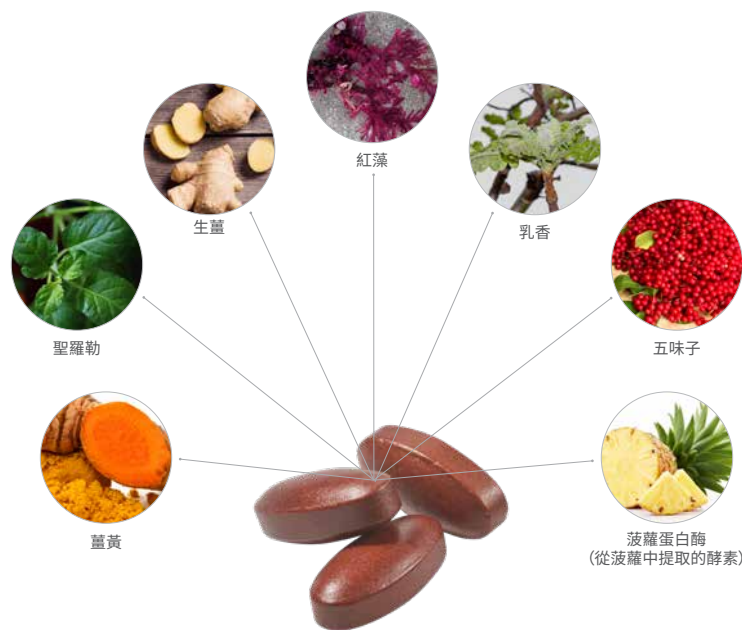 紅藻
生薑
乳香
聖羅勒
五味子
薑黃
菠蘿蛋白酶
(從菠蘿中提取的酵素)